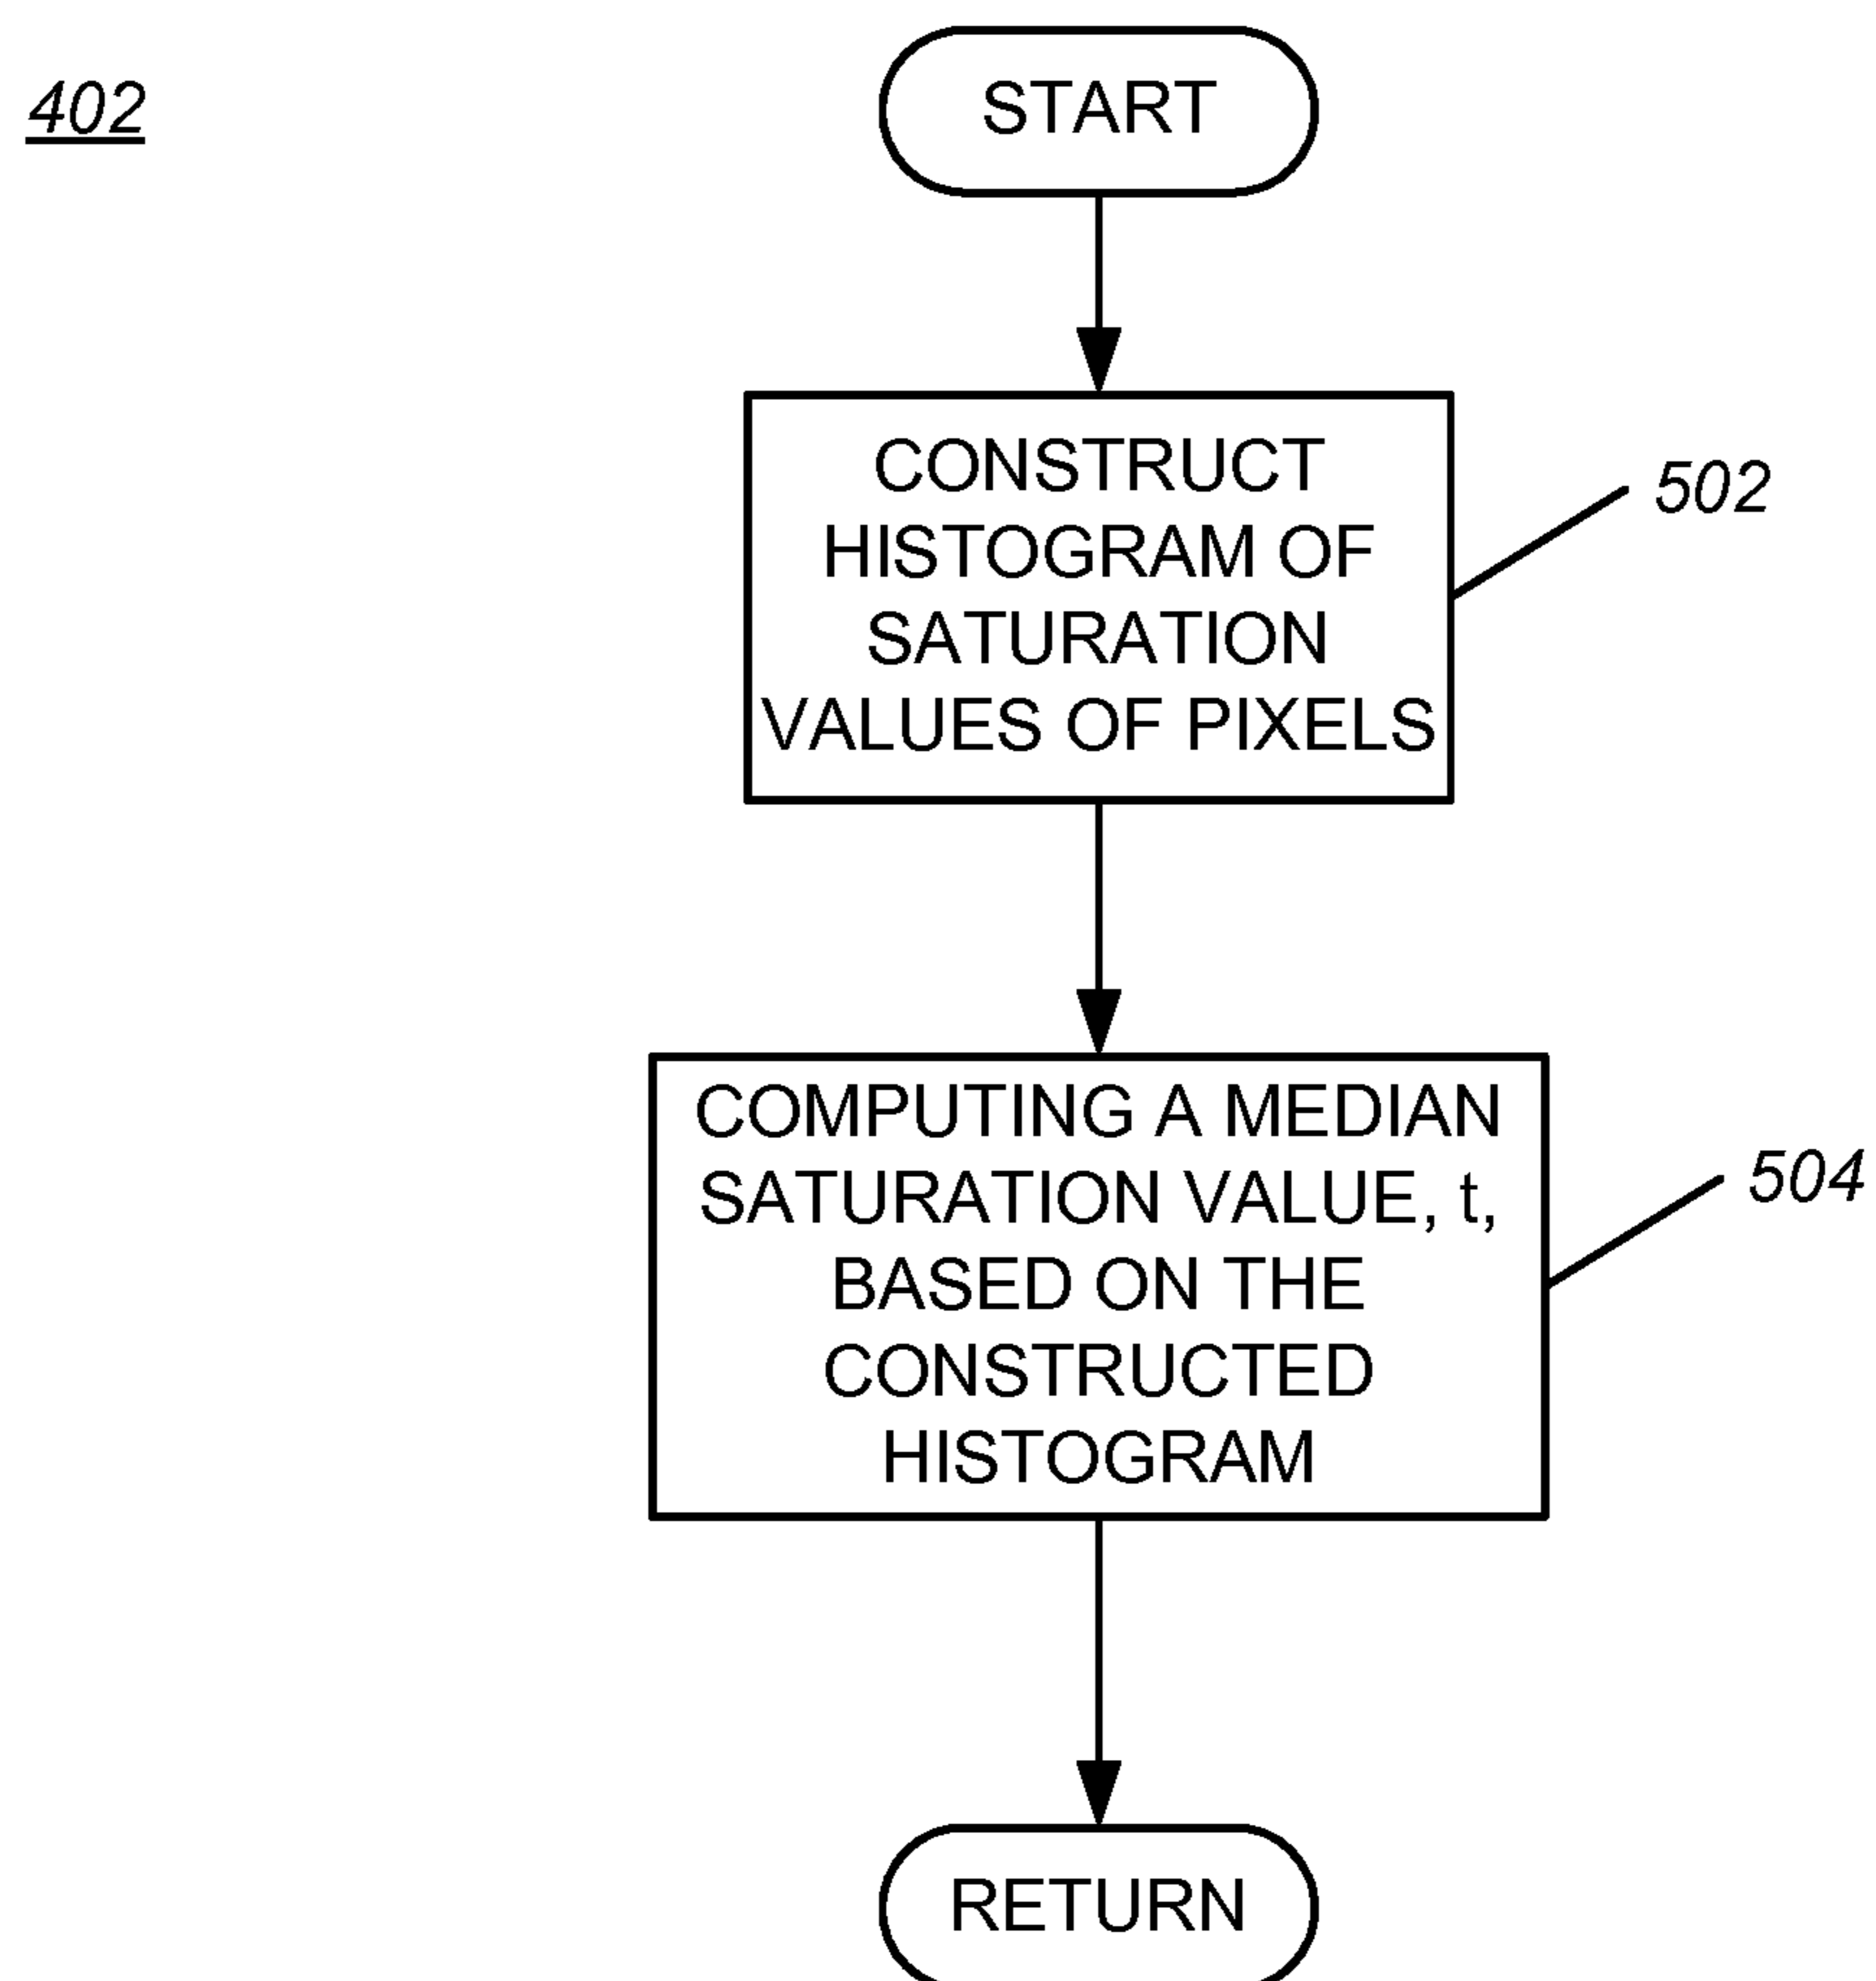 402
START
CONSTRUCT
HISTOGRAM OF
SATURATION
VALUES OF PIXELS
502
COMPUTING A MEDIAN
SATURATION VALUE, t,
BASED ON THE
CONSTRUCTED
HISTOGRAM
504
RETURN